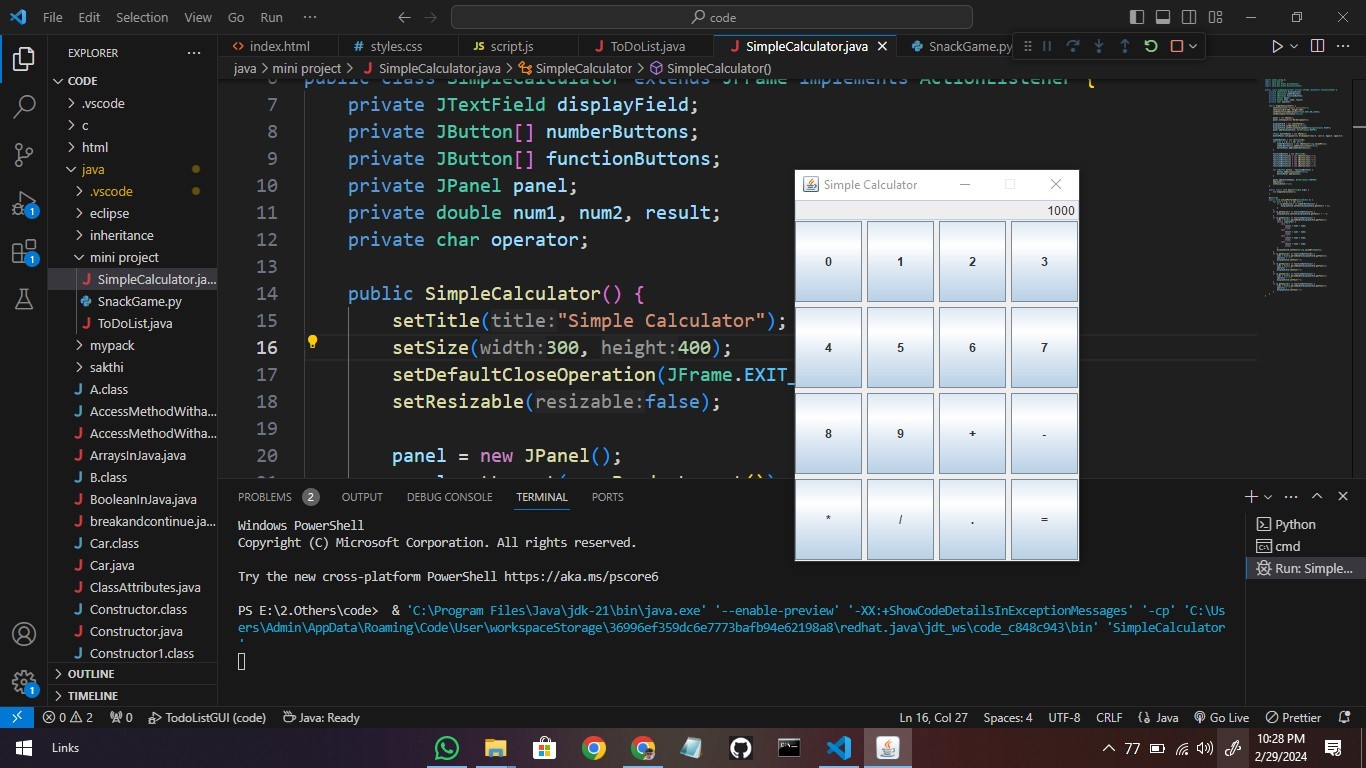 File Edit Selection View Go Run ··· code
EXPLORER ···
CODE
.vscode
c
html
java
.vscode
eclipse
inheritance
mini project
SimpleCalculator.ja...
SnackGame.py
ToDoList.java
mypack
sakthi
A.class
AccessMethodWitha...
AccessMethodWitha...
ArraysInJava.java
B.class
BooleanInJava.java
breakandcontinue.ja...
Car.class
Car.java
ClassAttributes.java
Constructor.class
Constructor.java
Constructor1.class
OUTLINE
TIMELINE
1
1
1
index.html # styles.css JS script.js J ToDoList.java J SimpleCalculator.java SnackGame.py
java > mini project > J SimpleCalculator.java > SimpleCalculator > SimpleCalculator()
6 public class SimpleCalculator extends JFrame implements ActionListener {
7 private JTextField displayField;
8 private JButton[] numberButtons;
9 private JButton[] functionButtons;
10 private JPanel panel;
11 private double num1, num2, result;
12 private char operator;
13
14 public SimpleCalculator() {
15 setTitle(title:"Simple Calculator");
16 setSize(width:300, height:400);
17 setDefaultCloseOperation(JFrame.EXIT_
18 setResizable(resizable:false);
19
20 panel = new JPanel();
Simple Calculator
1000
0 1 2 3
4 5 6 7
8 9 + -
* / . =
PROBLEMS 2 OUTPUT DEBUG CONSOLE TERMINAL PORTS
Windows PowerShell
Copyright (C) Microsoft Corporation. All rights reserved.
Try the new cross-platform PowerShell https://aka.ms/pscore6
PS E:\2.Others\code> & 'C:\Program Files\Java\jdk-21\bin\java.exe' '--enable-preview' '-XX:+ShowCodeDetailsInExceptionMessages' '-cp' 'C:\Us
ers\Admin\AppData\Roaming\Code\User\workspaceStorage\36996ef359dc6e7773bafb94e62198a8\redhat.java\jdt_ws\code_c848c943\bin' 'SimpleCalculator
'
Python
cmd
Run: Simple...
0 2 0 TodoListGUI (code) Java: Ready Ln 16, Col 27 Spaces: 4 UTF-8 CRLF {} Java Go Live Prettier
Links 77 10:28 PM
2/29/2024